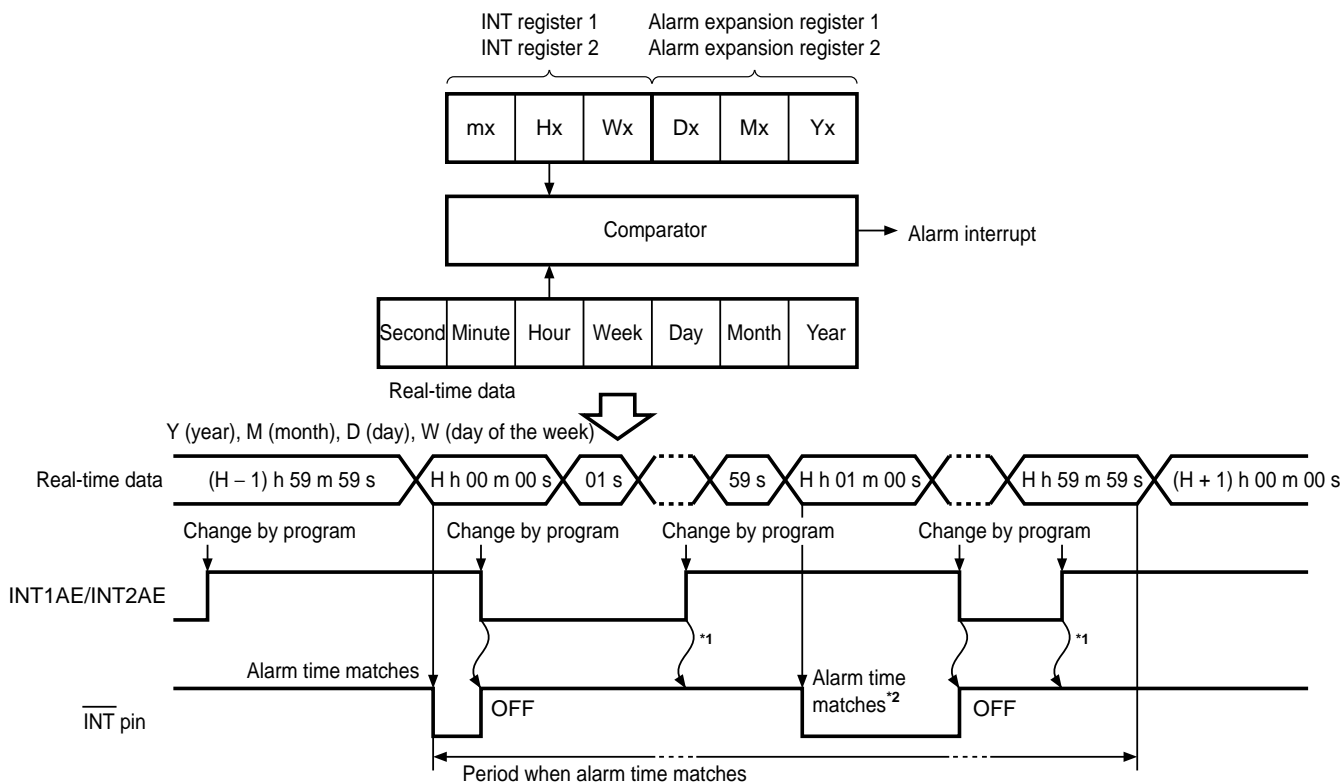 INT register 1
INT register 2
Alarm expansion register 1
Alarm expansion register 2
mx Hx Wx Dx Mx Yx
Comparator
Alarm interrupt
Second Minute Hour Week Day Month Year
Real-time data
Y (year), M (month), D (day), W (day of the week)
Real-time data
(H − 1) h 59 m 59 s
H h 00 m 00 s
01 s
59 s
H h 01 m 00 s
H h 59 m 59 s
(H + 1) h 00 m 00 s
Change by program
Change by program
Change by program
Change by program
INT1AE/INT2AE
*1
*1
Alarm time matches
Alarm time
matches*2
INT pin
OFF
OFF
Period when alarm time matches